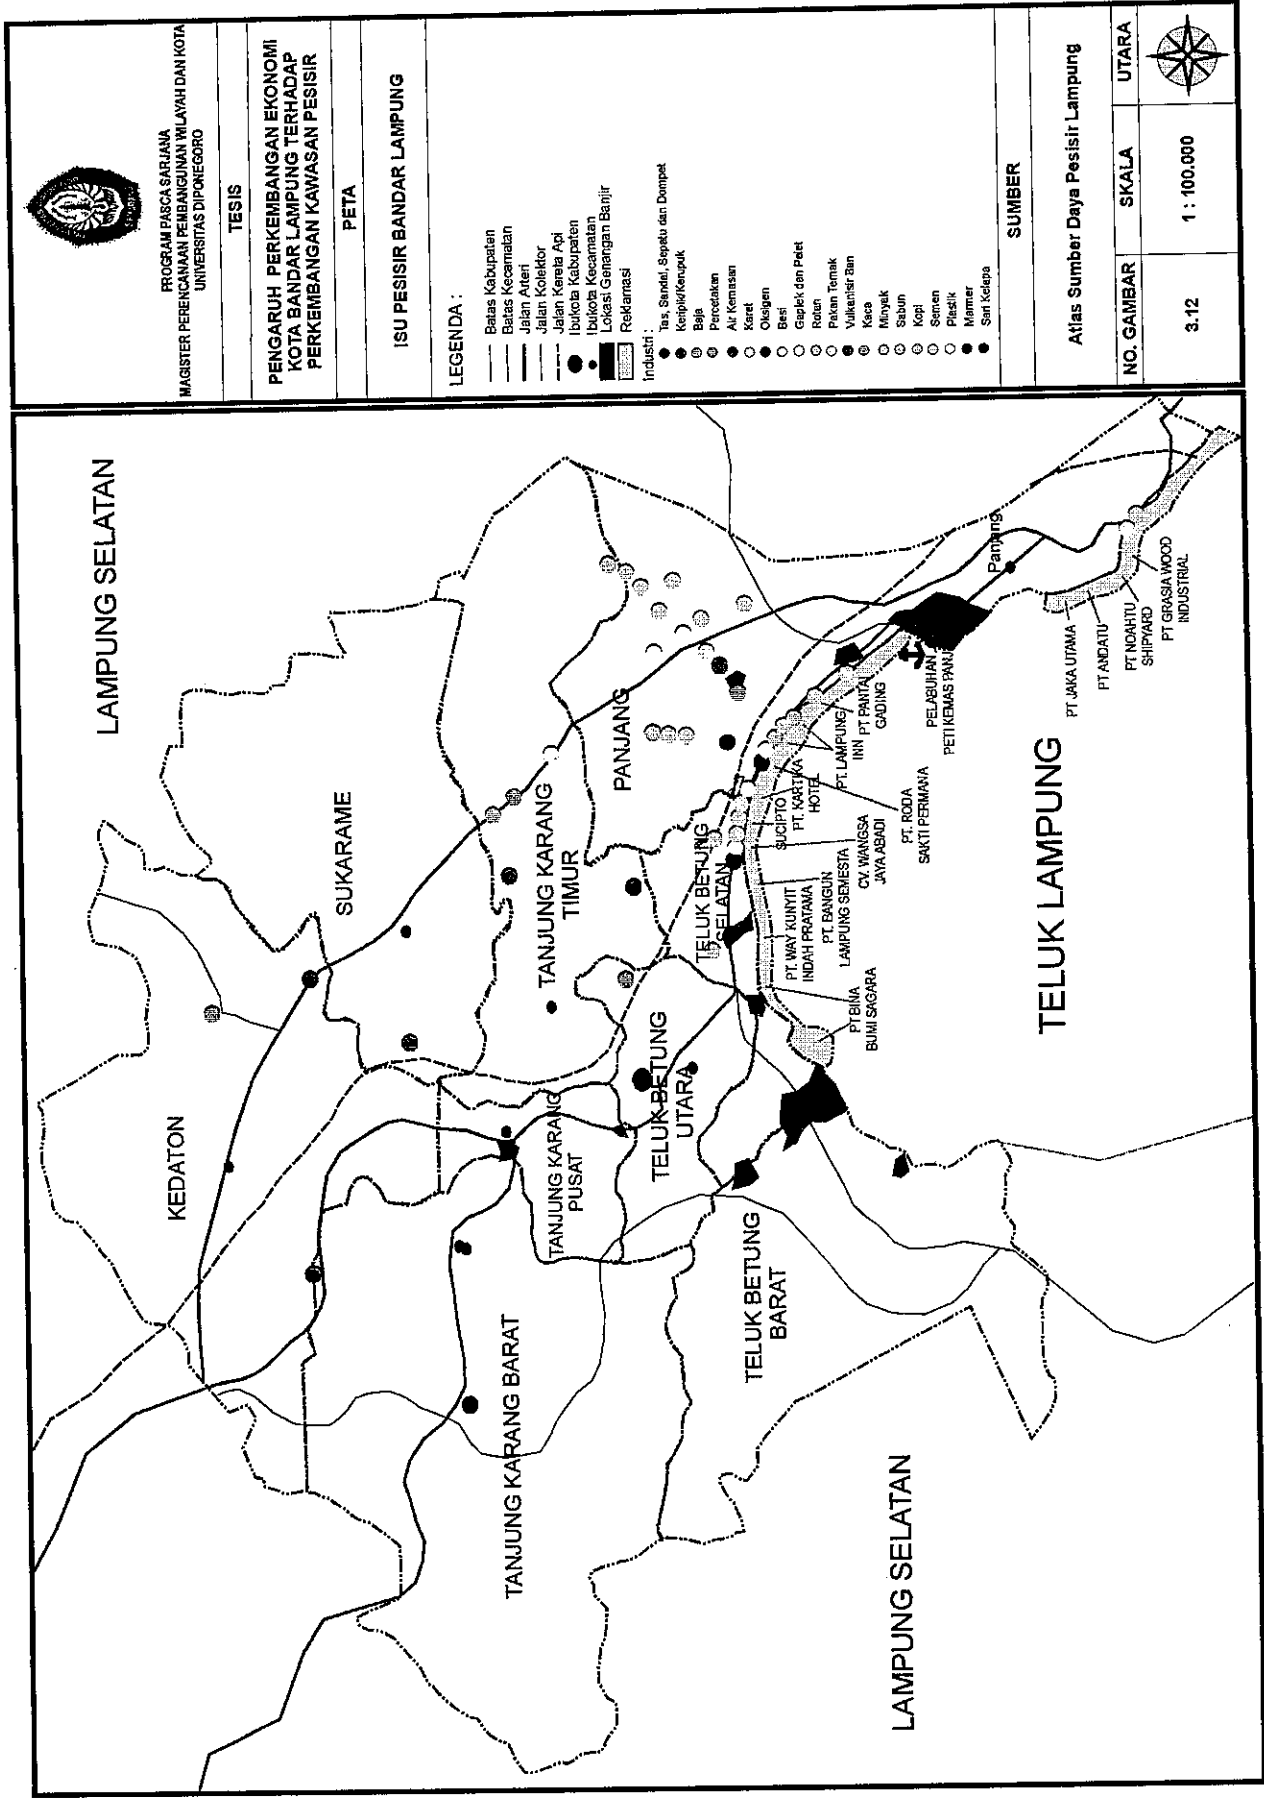 PROGRAM PASCA SARJANA
MAGISTER PERENCANAAN PEMBANGUNAN WILAYAH DAN KOTA
UNIVERSITAS DIPONEGORO
TESIS
PENGARUH PERKEMBANGAN EKONOMI
KOTA BANDAR LAMPUNG TERHADAP
PERKEMBANGAN KAWASAN PESISIR
PETA
ISU PESISIR BANDAR LAMPUNG
LEGENDA :
Batas Kabupaten
Batas Kecamatan
Jalan Arteri
Jalan Kolektor
Jalan Kereta Api
Ibukota Kabupaten
Ibukota Kecamatan
Lokasi Genangan Banjir
Reklamasi
Industri :
Tas, Sandal, Sepatu dan Dompet
Keripik/Kerupuk
Baja
Percetakan
Air Kemasan
Karet
Oksigen
Besi
Gaplek dan Pelet
Rotan
Pakan Ternak
Vulkanisir Ban
Kaca
Minyak
Sabun
Kopi
Semen
Plastik
Marmer
Sari Kelapa
SUMBER
Atlas Sumber Daya Pesisir Lampung
NO. GAMBAR
SKALA
UTARA
3.12
1 : 100.000
LAMPUNG SELATAN
SUKARAME
KEDATON
TANJUNG KARANG
TIMUR
PANJANG
TANJUNG KARANG
PUSAT
TELUK BETUNG
UTARA
TELUK BETUNG
SELATAN
TANJUNG KARANG BARAT
TELUK BETUNG
BARAT
LAMPUNG SELATAN
TELUK LAMPUNG
Panjang
PELABUHAN
PETI KEMAS PANJ
PT JAKA UTAMA
PT ANDATU
PT NOAHTU
SHIPYARD
PT GRASIA WOOD
INDUSTRIAL
PT PANTAI
GADING
PT. LAMPUNG
INN
PT. KARTIKA
HOTEL
SUCIPTO
PT. RODA
SAKTI PERMANA
CV. WANGSA
JAYA ABADI
PT. BANGUN
LAMPUNG SEMESTA
PT. WAY KUNYIT
INDAH PRATAMA
PT BINA
BUMI SAGARA